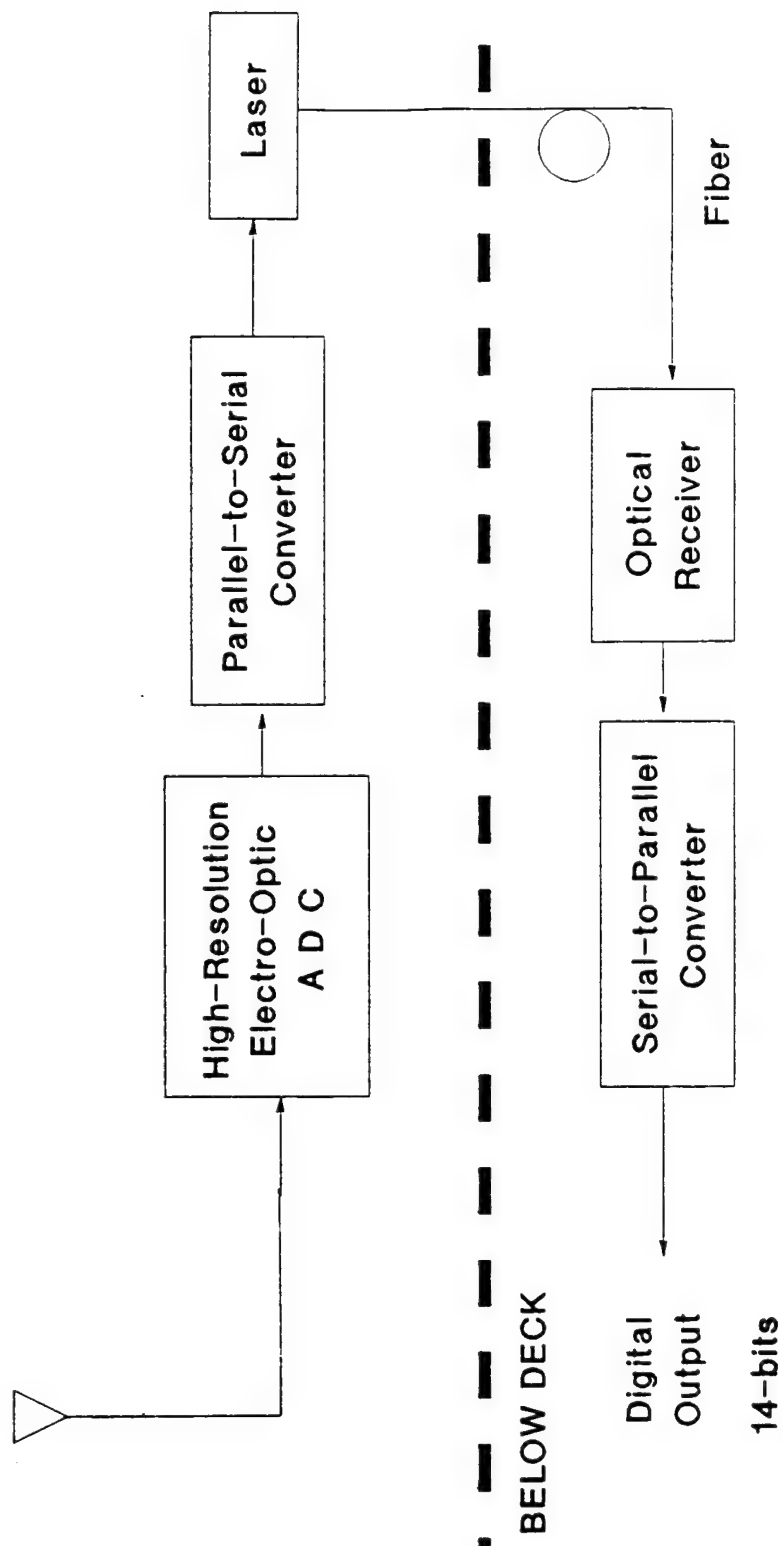 High-Resolution
Electro-Optic
A D C
Parallel-to-Serial
Converter
Laser
BELOW DECK
Digital
Output
14-bits
Serial-to-Parallel
Converter
Optical
Receiver
Fiber